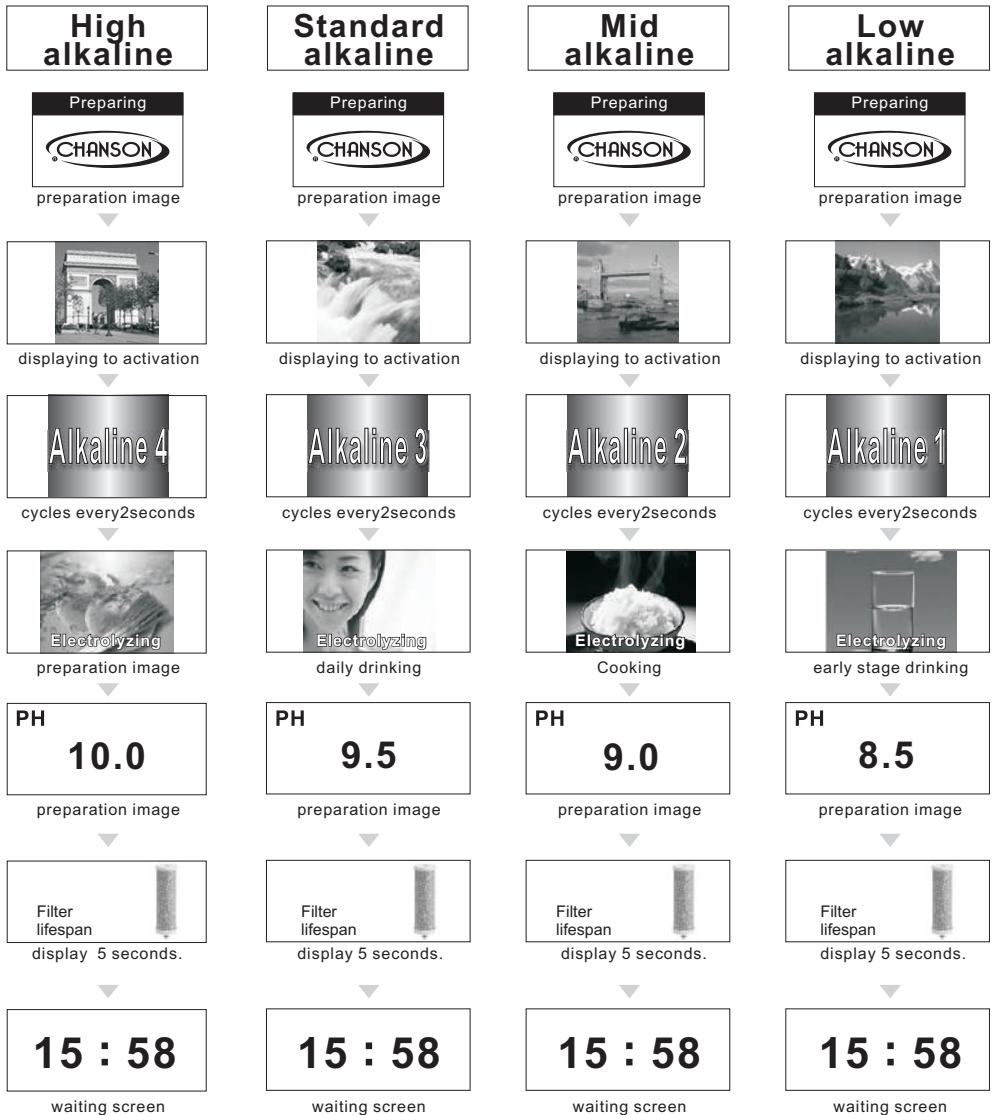 High
alkaline
Standard
alkaline
Mid
alkaline
Low
alkaline
Preparing
Preparing
Preparing
Preparing
CHANSON®
CHANSON®
CHANSON®
CHANSON®
preparation image
preparation image
preparation image
preparation image
displaying to activation
displaying to activation
displaying to activation
displaying to activation
Alkaline 4
Alkaline 3
Alkaline 2
Alkaline 1
cycles every2seconds
cycles every2seconds
cycles every2seconds
cycles every2seconds
Electrolyzing
Electrolyzing
Electrolyzing
Electrolyzing
preparation image
daily drinking
Cooking
early stage drinking
PH
10.0
PH
9.5
PH
9.0
PH
8.5
preparation image
preparation image
preparation image
preparation image
Filter
lifespan
Filter
lifespan
Filter
lifespan
Filter
lifespan
display 5 seconds.
display 5 seconds.
display 5 seconds.
display 5 seconds.
15 : 58
15 : 58
15 : 58
15 : 58
waiting screen
waiting screen
waiting screen
waiting screen